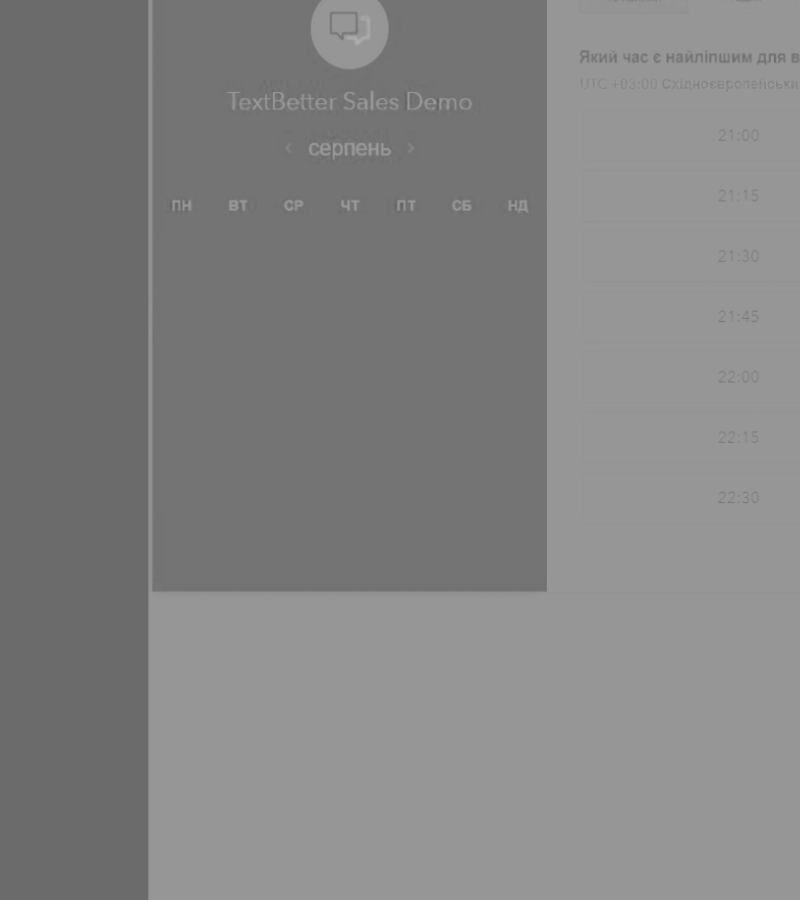 TextBetter Sales Demo
‹ серпень ›
ПН ВТ СР ЧТ ПТ СБ НД
Який час є найліпшим для
UTC +03:00
21:00
21:15
21:30
21:45
22:00
22:15
22:30